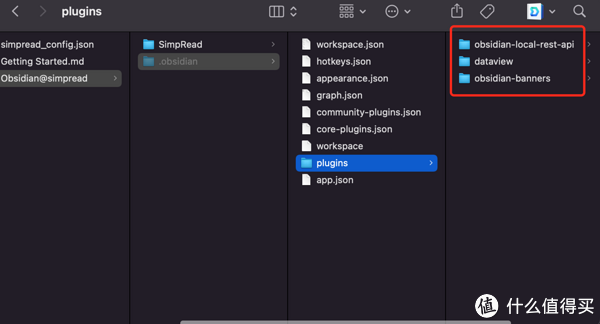 plugins
simpread_config.json
Getting Started.md
Obsidian@simpread
SimpRead
.obsidian
workspace.json
hotkeys.json
appearance.json
graph.json
community-plugins.json
core-plugins.json
workspace
plugins
app.json
obsidian-local-rest-api
dataview
obsidian-banners
值 什么值得买